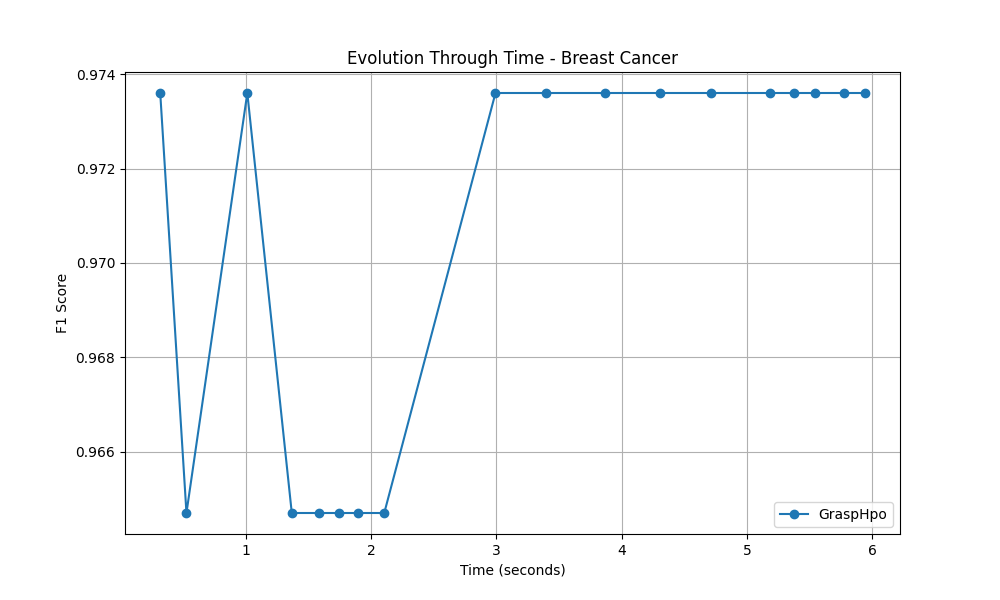 Evolution Through Time - Breast Cancer
0.974
0.972
0.970
0.968
0.966
F1 Score
GraspHpo
1 2 3 4 5 6
Time (seconds)